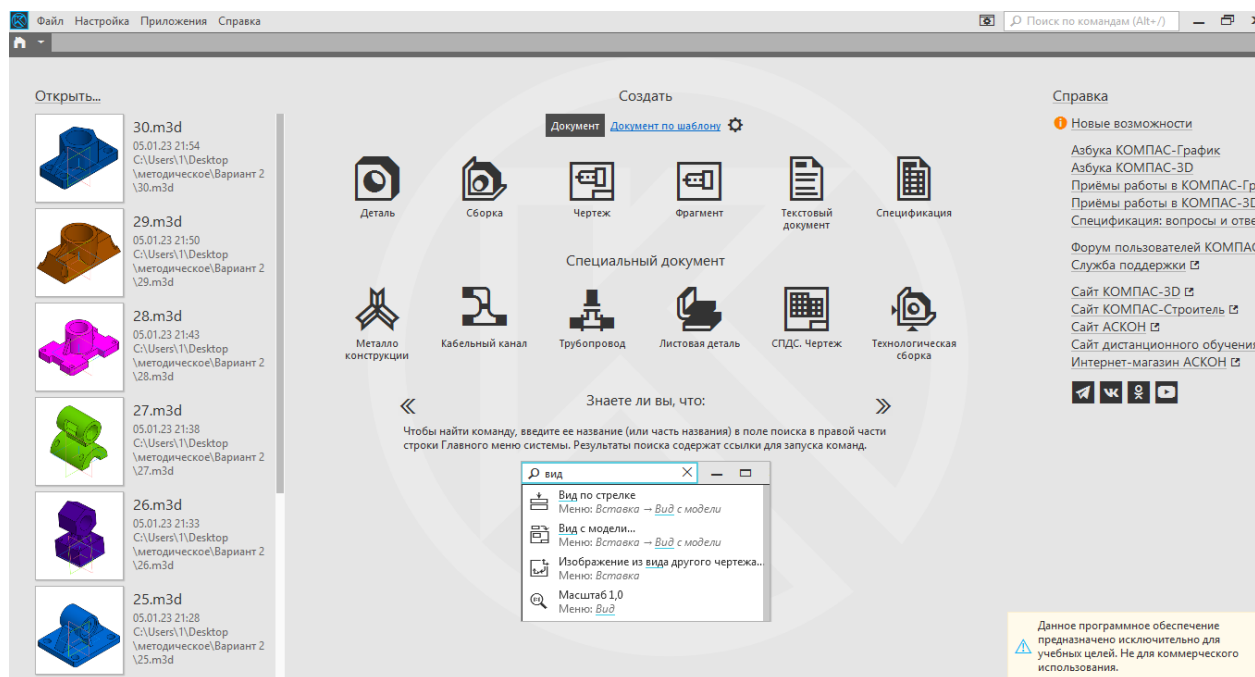 Файл Настройка Приложения Справка
Поиск по командам (Alt+/)
Открыть...
30.m3d
05.01.23 21:54
C:\Users\1\Desktop
\методическое\Вариант 2
\30.m3d
29.m3d
05.01.23 21:50
C:\Users\1\Desktop
\методическое\Вариант 2
\29.m3d
28.m3d
05.01.23 21:43
C:\Users\1\Desktop
\методическое\Вариант 2
\28.m3d
27.m3d
05.01.23 21:38
C:\Users\1\Desktop
\методическое\Вариант 2
\27.m3d
26.m3d
05.01.23 21:33
C:\Users\1\Desktop
\методическое\Вариант 2
\26.m3d
25.m3d
05.01.23 21:28
C:\Users\1\Desktop
\методическое\Вариант 2
\25.m3d
Создать
Документ Документ по шаблону
Деталь Сборка Чертеж Фрагмент Текстовый документ Спецификация
Специальный документ
Металло конструкции Кабельный канал Трубопровод Листовая деталь СПДС. Чертеж Технологическая сборка
Знаете ли вы, что:
Чтобы найти команду, введите ее название (или часть названия) в поле поиска в правой части
строки Главного меню системы. Результаты поиска содержат ссылки для запуска команд.
вид
Вид по стрелке
Меню: Вставка → Вид с модели
Вид с модели...
Меню: Вставка → Вид с модели
Изображение из вида другого чертежа...
Меню: Вставка
Масштаб 1,0
Меню: Вид
Справка
Новые возможности
Азбука КОМПАС-График
Азбука КОМПАС-3D
Приёмы работы в КОМПАС-Гр
Приёмы работы в КОМПАС-3D
Спецификация: вопросы и отве
Форум пользователей КОМПАС
Служба поддержки
Сайт КОМПАС-3D
Сайт КОМПАС-Строитель
Сайт АСКОН
Сайт дистанционного обучения
Интернет-магазин АСКОН
Данное программное обеспечение
предназначено исключительно для
учебных целей. Не для коммерческого
использования.